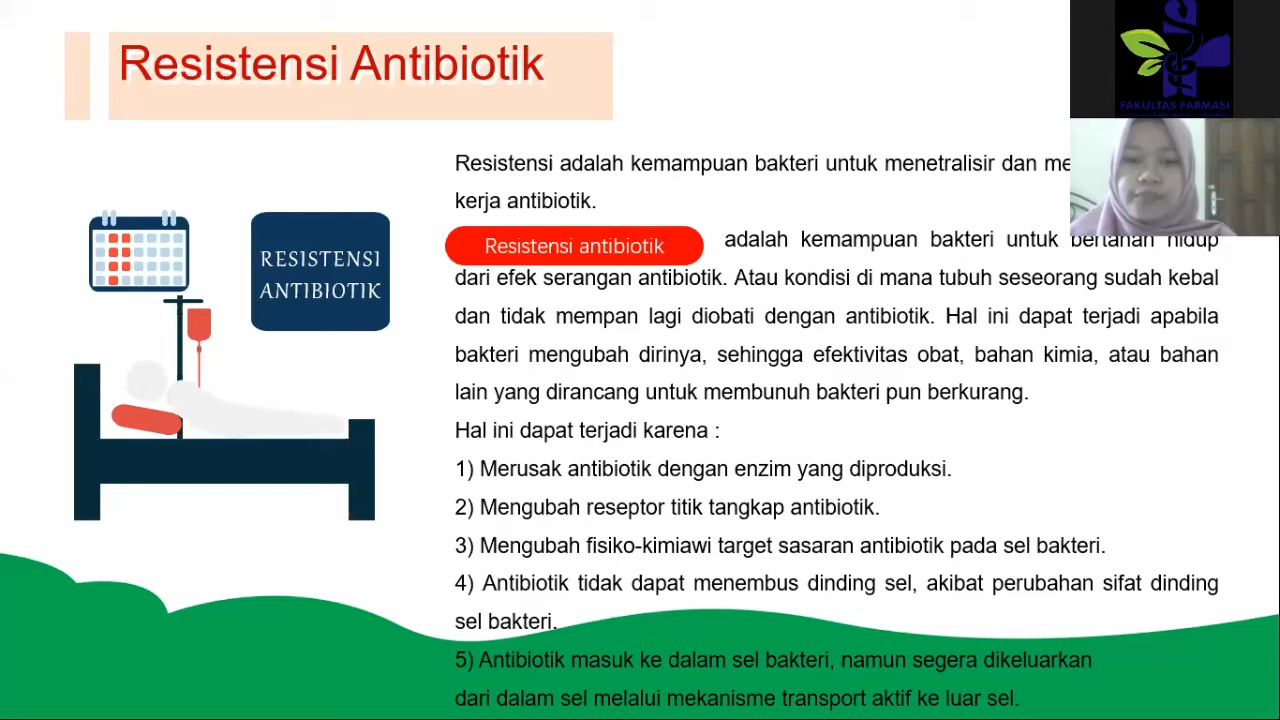 Resistensi Antibiotik
FAKULTAS FARMASI
Resistensi adalah kemampuan bakteri untuk menetralisir dan
kerja antibiotik.
Resistensi antibiotik adalah kemampuan bakteri untuk bertahan hidup
dari efek serangan antibiotik. Atau kondisi di mana tubuh seseorang sudah kebal
dan tidak mempan lagi diobati dengan antibiotik. Hal ini dapat terjadi apabila
bakteri mengubah dirinya, sehingga efektivitas obat, bahan kimia, atau bahan
lain yang dirancang untuk membunuh bakteri pun berkurang.
Hal ini dapat terjadi karena :
1) Merusak antibiotik dengan enzim yang diproduksi.
2) Mengubah reseptor titik tangkap antibiotik.
3) Mengubah fisiko-kimiawi target sasaran antibiotik pada sel bakteri.
4) Antibiotik tidak dapat menembus dinding sel, akibat perubahan sifat dinding
sel bakteri.
5) Antibiotik masuk ke dalam sel bakteri, namun segera dikeluarkan
dari dalam sel melalui mekanisme transport aktif ke luar sel.
RESISTENSI
ANTIBIOTIK